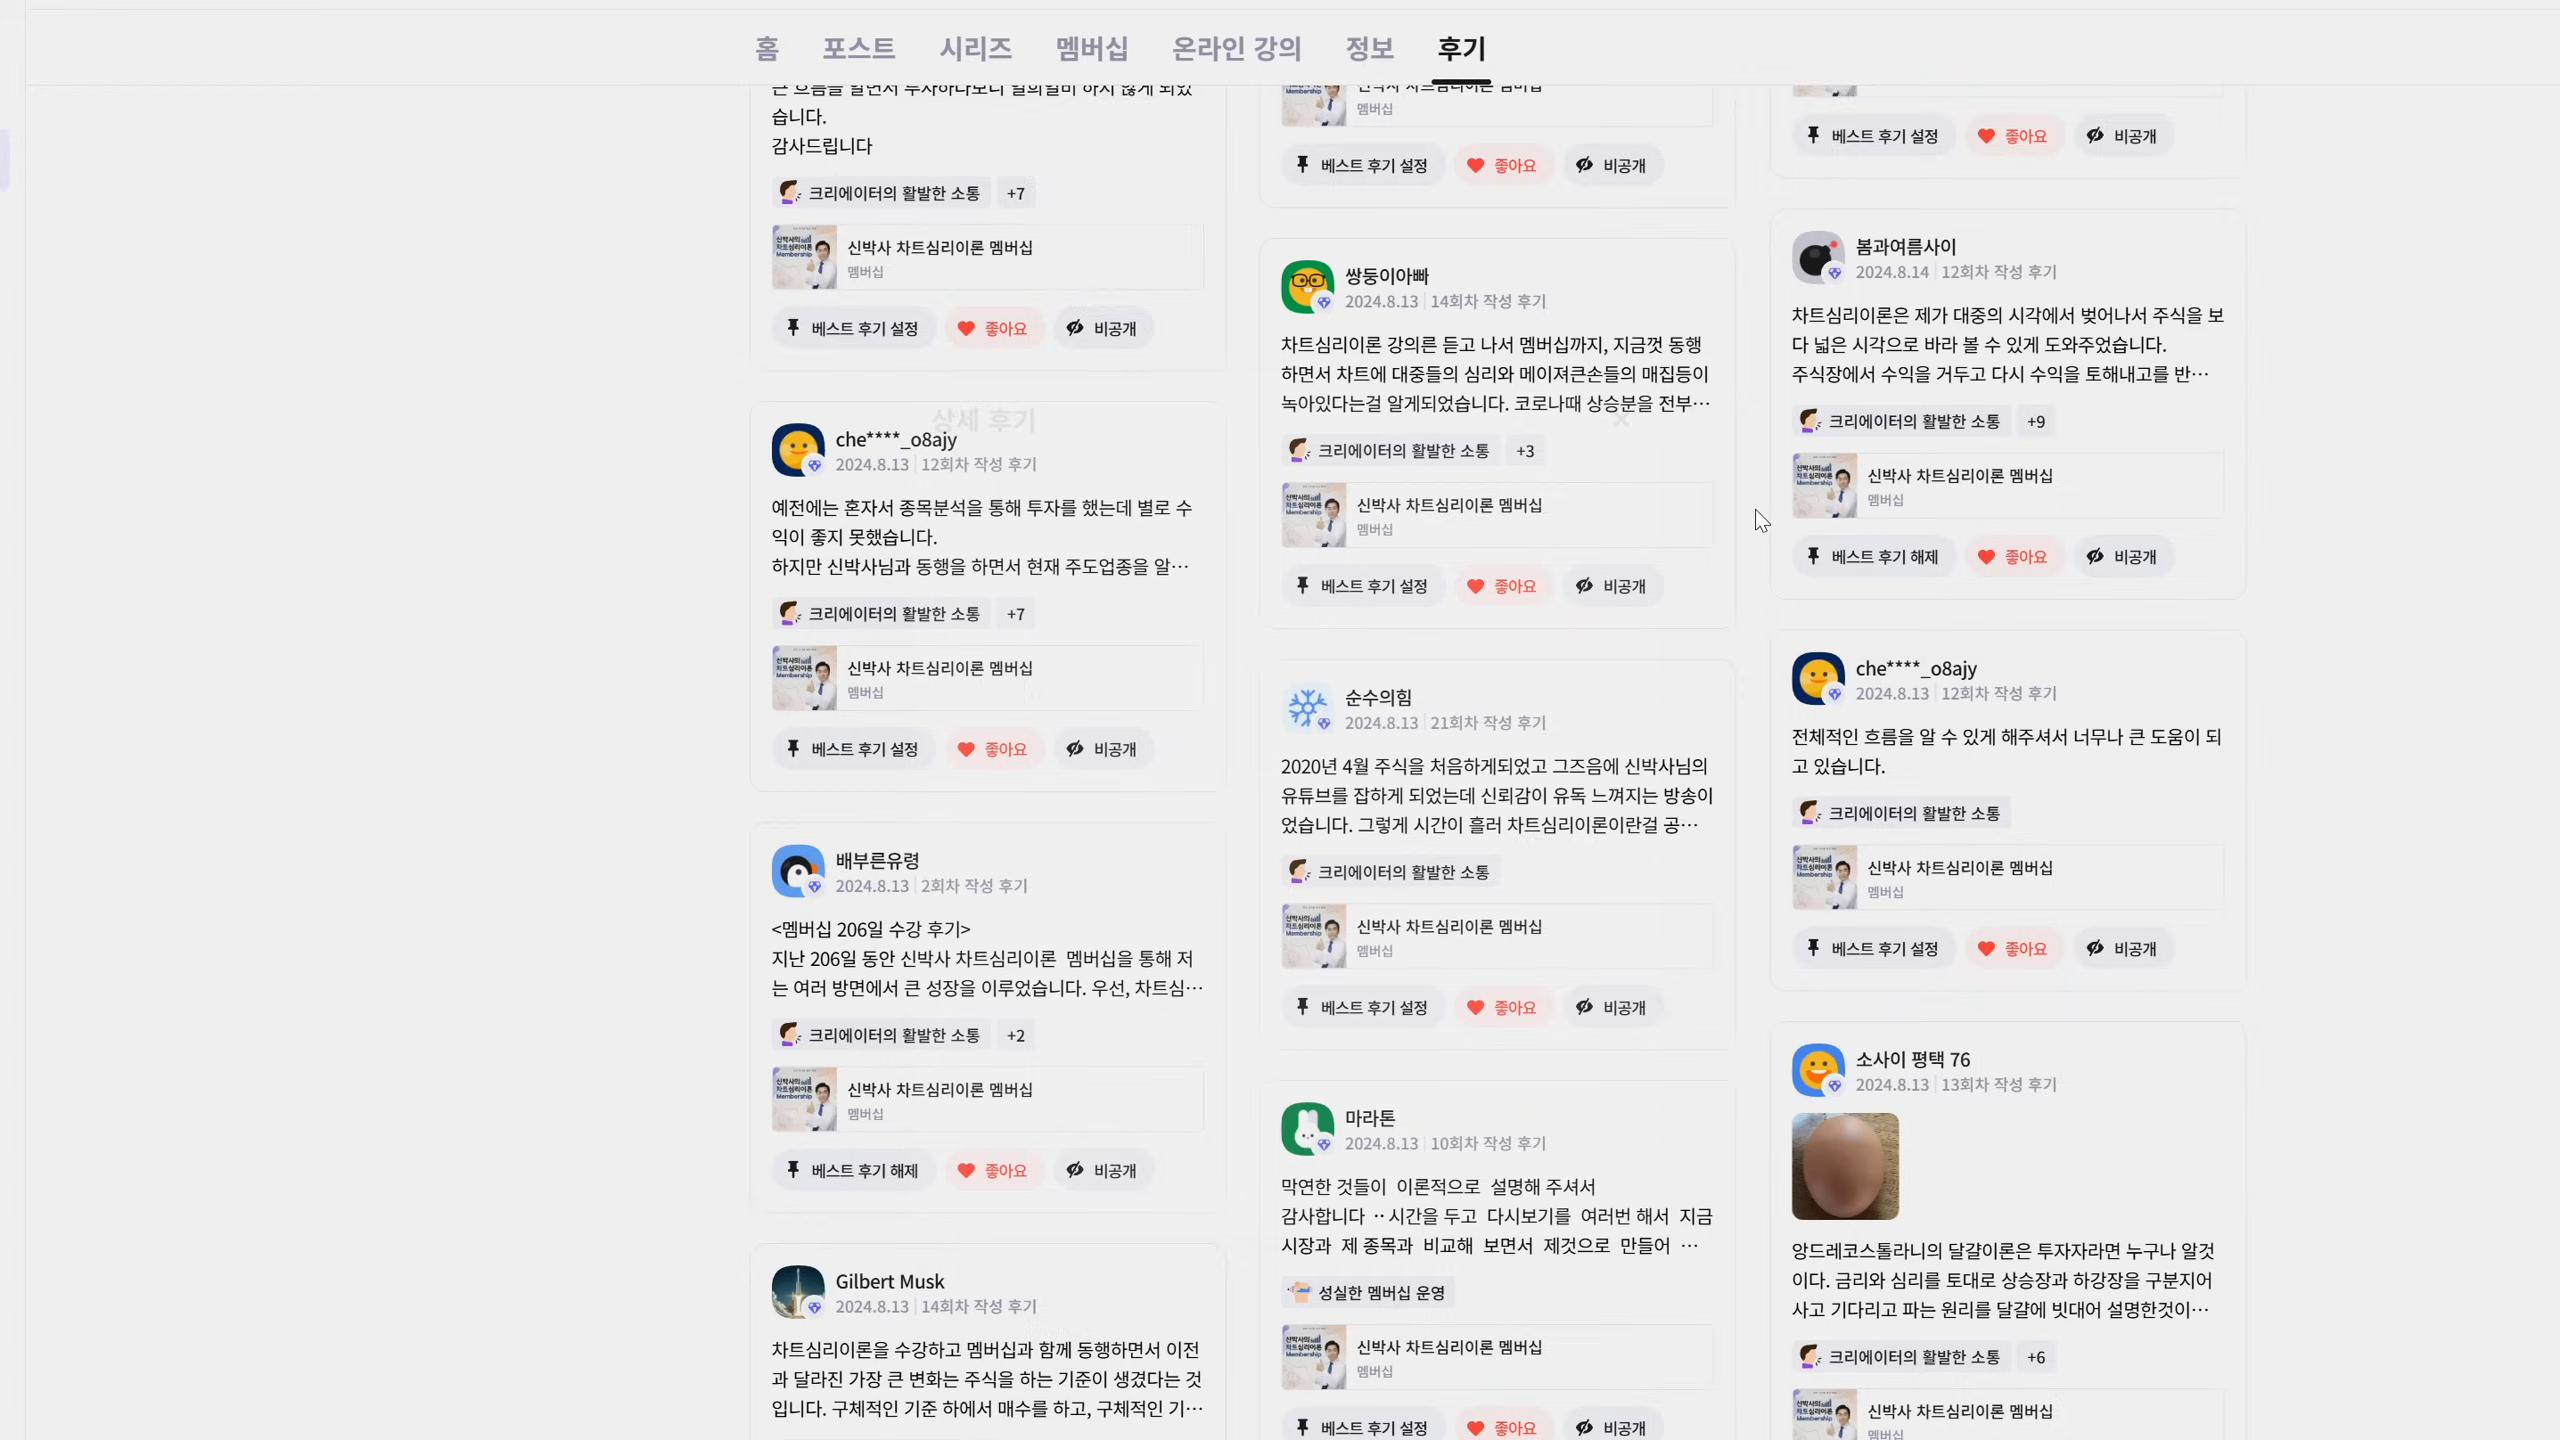 홈 포스트 시리즈 멤버십 온라인 강의 정보 후기
큰 흐름을 알면서 투자하다보니 일희일비 하지 않게 되었
습니다.
감사드립니다
크리에이터의 활발한 소통 +7
신박사 차트심리이론 멤버십
멤버십
베스트 후기 설정 좋아요 비공개
상세 후기
che****_o8ajy
2024.8.13 12회차 작성 후기
예전에는 혼자서 종목분석을 통해 투자를 했는데 별로 수
익이 좋지 못했습니다.
하지만 신박사님과 동행을 하면서 현재 주도업종을 알…
크리에이터의 활발한 소통 +7
신박사 차트심리이론 멤버십
멤버십
베스트 후기 설정 좋아요 비공개
배부른유령
2024.8.13 2회차 작성 후기
<멤버십 206일 수강 후기>
지난 206일 동안 신박사 차트심리이론 멤버십을 통해 저
는 여러 방면에서 큰 성장을 이루었습니다. 우선, 차트심…
크리에이터의 활발한 소통 +2
신박사 차트심리이론 멤버십
멤버십
베스트 후기 해제 좋아요 비공개
Gilbert Musk
2024.8.13 14회차 작성 후기
차트심리이론을 수강하고 멤버십과 함께 동행하면서 이전
과 달라진 가장 큰 변화는 주식을 하는 기준이 생겼다는 것
입니다. 구체적인 기준 하에서 매수를 하고, 구체적인 기…
신박사 차트심리이론 멤버십
멤버십
베스트 후기 설정 좋아요 비공개
쌍둥이아빠
2024.8.13 14회차 작성 후기
차트심리이론 강의른 듣고 나서 멤버십까지, 지금껏 동행
하면서 차트에 대중들의 심리와 메이져큰손들의 매집등이
녹아있다는걸 알게되었습니다. 코로나때 상승분을 전부…
크리에이터의 활발한 소통 +3
신박사 차트심리이론 멤버십
멤버십
베스트 후기 설정 좋아요 비공개
순수의힘
2024.8.13 21회차 작성 후기
2020년 4월 주식을 처음하게되었고 그즈음에 신박사님의
유튜브를 잡하게 되었는데 신뢰감이 유독 느껴지는 방송이
었습니다. 그렇게 시간이 흘러 차트심리이론이란걸 공…
크리에이터의 활발한 소통
신박사 차트심리이론 멤버십
멤버십
베스트 후기 설정 좋아요 비공개
마라톤
2024.8.13 10회차 작성 후기
막연한 것들이 이론적으로 설명해 주셔서
감사합니다 ··시간을 두고 다시보기를 여러번 해서 지금
시장과 제 종목과 비교해 보면서 제것으로 만들어 …
성실한 멤버십 운영
신박사 차트심리이론 멤버십
멤버십
베스트 후기 설정 좋아요 비공개
베스트 후기 설정 좋아요 비공개
봄과여름사이
2024.8.14 12회차 작성 후기
차트심리이론은 제가 대중의 시각에서 벗어나서 주식을 보
다 넓은 시각으로 바라 볼 수 있게 도와주었습니다.
주식장에서 수익을 거두고 다시 수익을 토해내고를 반…
크리에이터의 활발한 소통 +9
신박사 차트심리이론 멤버십
멤버십
베스트 후기 해제 좋아요 비공개
che****_o8ajy
2024.8.13 12회차 작성 후기
전체적인 흐름을 알 수 있게 해주셔서 너무나 큰 도움이 되
고 있습니다.
크리에이터의 활발한 소통
신박사 차트심리이론 멤버십
멤버십
베스트 후기 설정 좋아요 비공개
소사이 평택 76
2024.8.13 13회차 작성 후기
앙드레코스톨라니의 달걀이론은 투자자라면 누구나 알것
이다. 금리와 심리를 토대로 상승장과 하강장을 구분지어
사고 기다리고 파는 원리를 달걀에 빗대어 설명한것이…
크리에이터의 활발한 소통 +6
신박사 차트심리이론 멤버십
멤버십